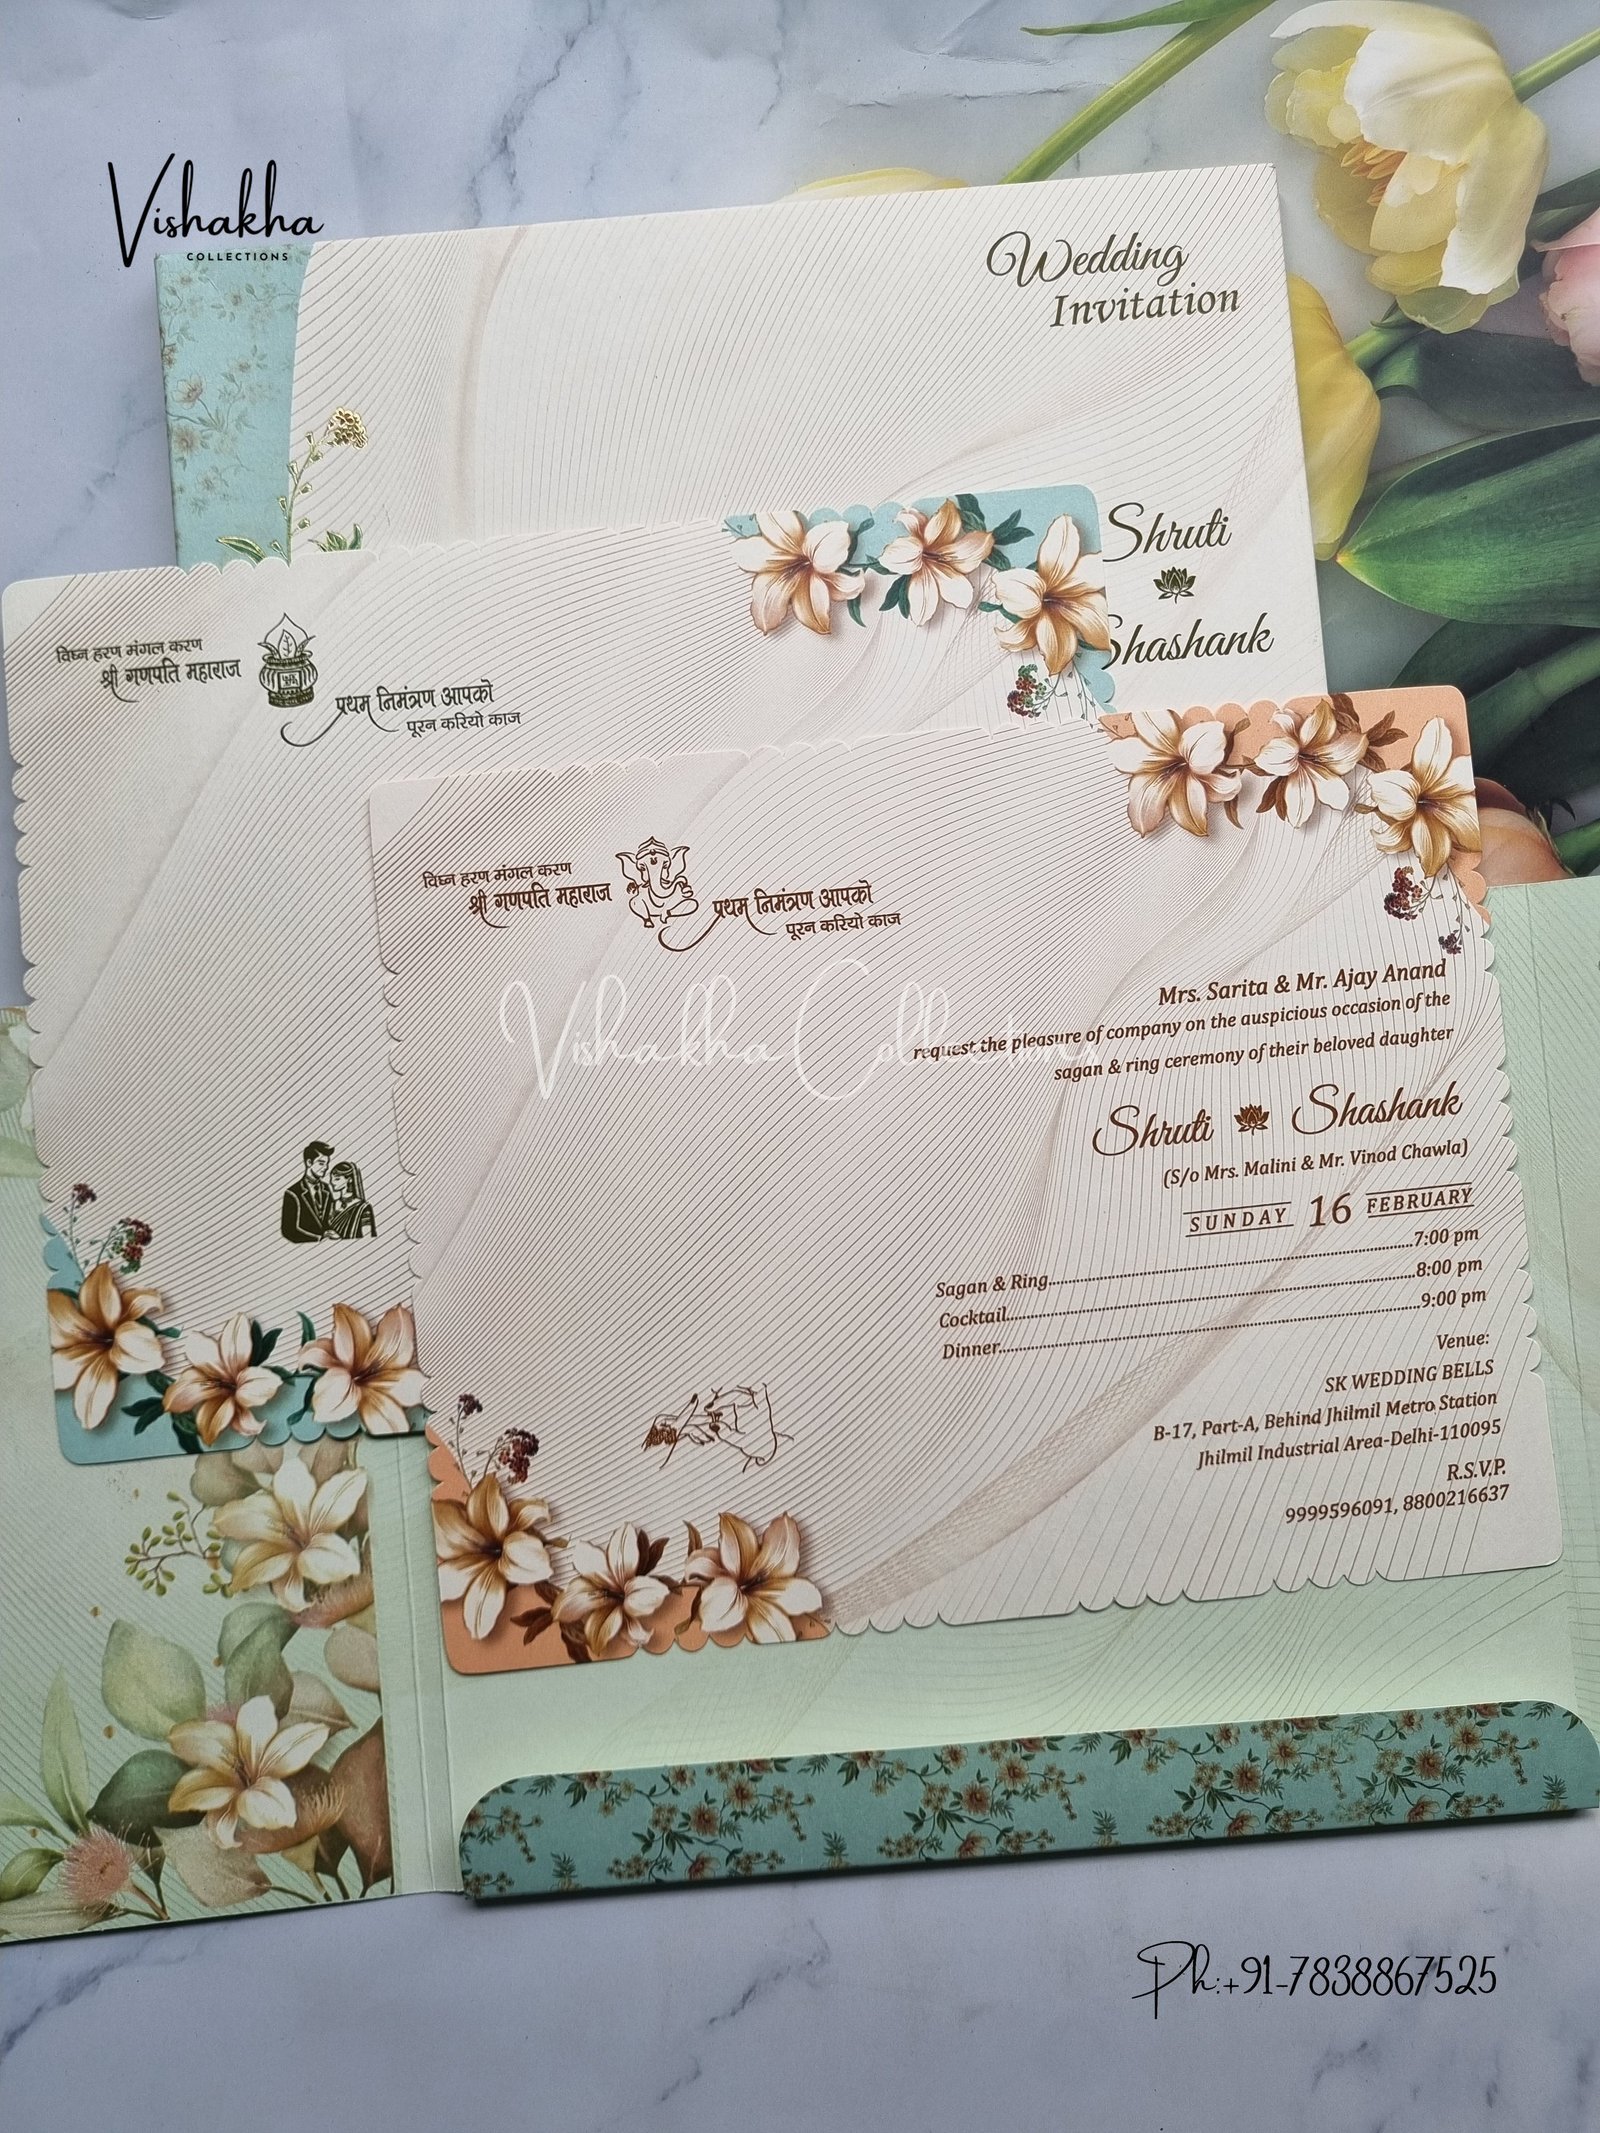 Vishakha
COLLECTIONS
Wedding
Invitation
Shruti
Shashank
विघ्न हरण मंगल करण
श्री गणपति महाराज
प्रथम निमंत्रण आपको
पूरन करियो काज
विघ्न हरण मंगल करण
श्री गणपति महाराज
प्रथम निमंत्रण आपको
पूरन करियो काज
Vishakha Collections
Mrs. Sarita & Mr. Ajay Anand
request the pleasure of company on the auspicious occasion of the
sagan & ring ceremony of their beloved daughter
Shruti Shashank
(S/o Mrs. Malini & Mr. Vinod Chawla)
SUNDAY 16 FEBRUARY
Sagan & Ring....................7:00 pm
Cocktail....................8:00 pm
Dinner....................9:00 pm
Venue:
SK WEDDING BELLS
B-17, Part-A, Behind Jhilmil Metro Station
Jhilmil Industrial Area-Delhi-110095
R.S.V.P.
9999596091, 8800216637
Ph:+91-7838867525